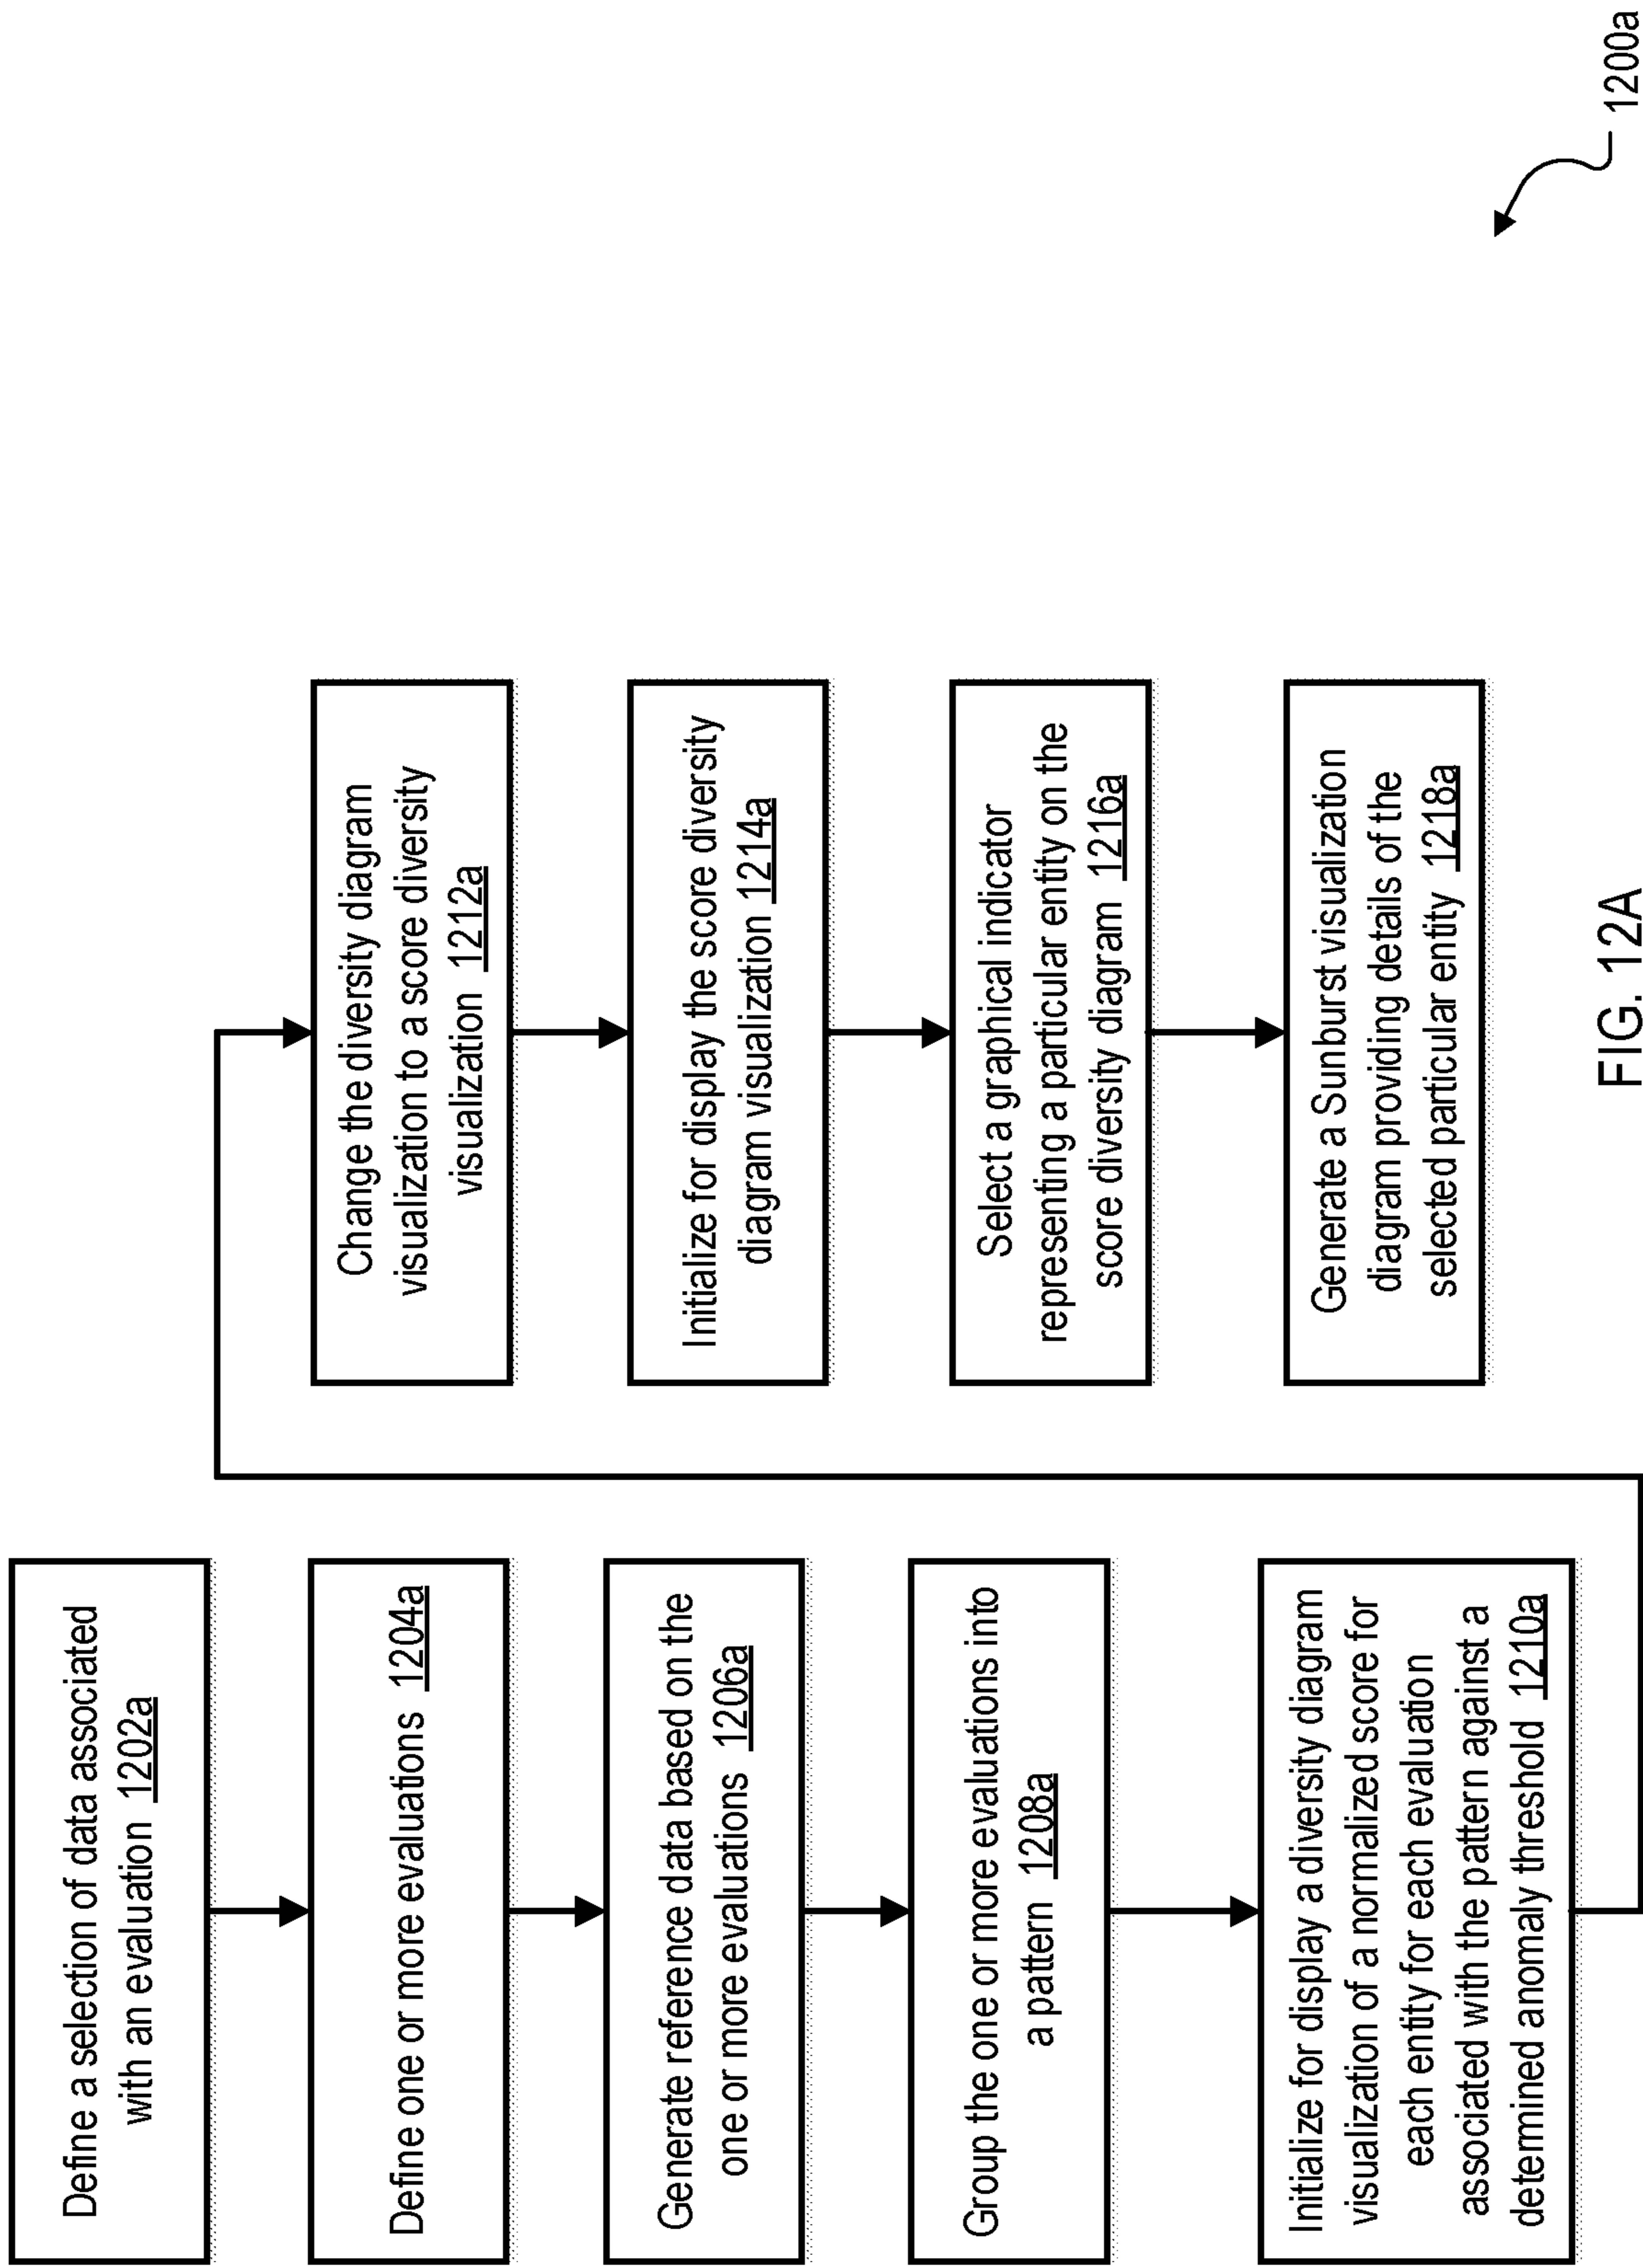 Define a selection of data associated
with an evaluation 1202a
Define one or more evaluations 1204a
Generate reference data based on the
one or more evaluations 1206a
Group the one or more evaluations into
a pattern 1208a
Initialize for display a diversity diagram
visualization of a normalized score for
each entity for each evaluation
associated with the pattern against a
determined anomaly threshold 1210a
Change the diversity diagram
visualization to a score diversity
visualization 1212a
Initialize for display the score diversity
diagram visualization 1214a
Select a graphical indicator
representing a particular entity on the
score diversity diagram 1216a
Generate a Sunburst visualization
diagram providing details of the
selected particular entity 1218a
1200a
FIG. 12A